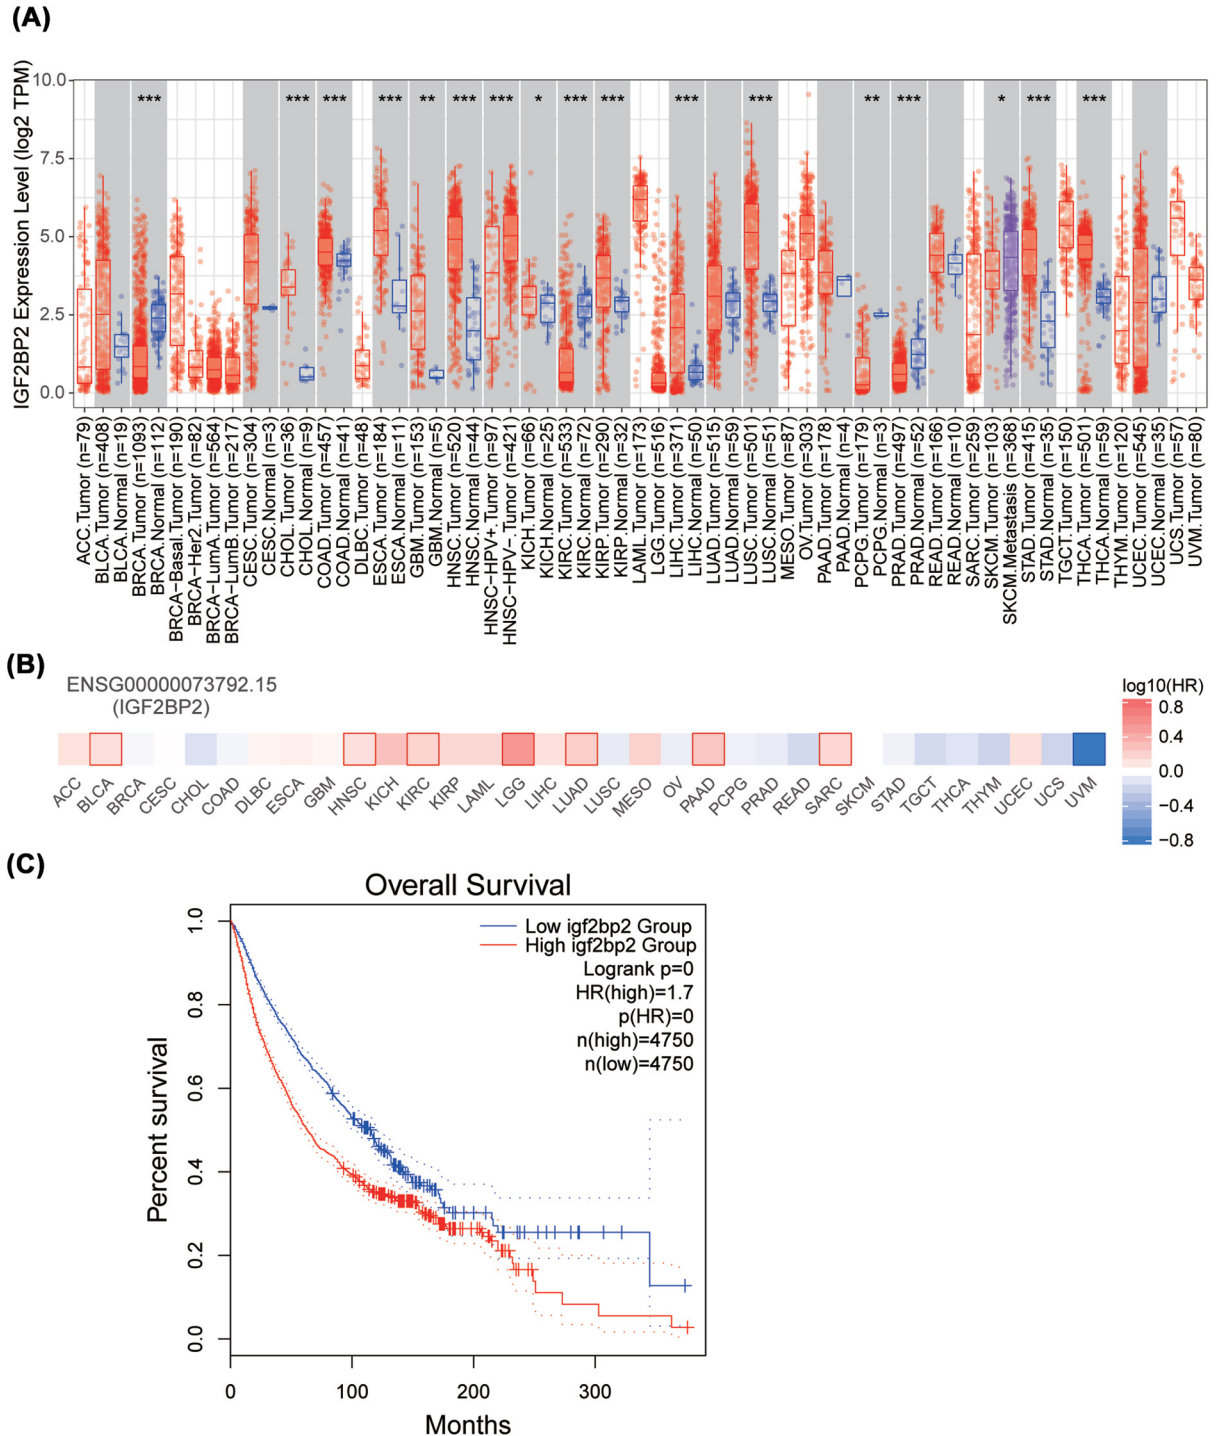 (A)
IGF2BP2 Expression Level (log2 TPM)
10.0
7.5
5.0
2.5
0.0
*** *** *** *** ** *** *** * *** *** *** *** ** *** * *** ***
ACC.Tumor (n=79)
BLCA.Tumor (n=408)
BLCA.Normal (n=19)
BRCA.Tumor (n=1093)
BRCA.Normal (n=112)
BRCA-Basal.Tumor (n=190)
BRCA-Her2.Tumor (n=82)
BRCA-LumA.Tumor (n=564)
BRCA-LumB.Tumor (n=217)
CESC.Tumor (n=304)
CESC.Normal (n=3)
CHOL.Tumor (n=36)
CHOL.Normal (n=9)
COAD.Tumor (n=457)
COAD.Normal (n=41)
DLBC.Tumor (n=48)
ESCA.Tumor (n=184)
ESCA.Normal (n=11)
GBM.Tumor (n=153)
GBM.Normal (n=5)
HNSC.Tumor (n=520)
HNSC.Normal (n=44)
HNSC-HPV+.Tumor (n=97)
HNSC-HPV-.Tumor (n=421)
KICH.Tumor (n=66)
KICH.Normal (n=25)
KIRC.Tumor (n=533)
KIRC.Normal (n=72)
KIRP.Tumor (n=290)
KIRP.Normal (n=32)
LAML.Tumor (n=173)
LGG.Tumor (n=516)
LIHC.Tumor (n=371)
LIHC.Normal (n=50)
LUAD.Tumor (n=515)
LUAD.Normal (n=59)
LUSC.Tumor (n=501)
LUSC.Normal (n=51)
MESO.Tumor (n=87)
OV.Tumor (n=303)
PAAD.Tumor (n=178)
PAAD.Normal (n=4)
PCPG.Tumor (n=179)
PCPG.Normal (n=3)
PRAD.Tumor (n=497)
PRAD.Normal (n=52)
READ.Tumor (n=166)
READ.Normal (n=10)
SARC.Tumor (n=259)
SKCM.Tumor (n=103)
SKCM.Metastasis (n=368)
STAD.Tumor (n=415)
STAD.Normal (n=35)
TGCT.Tumor (n=150)
THCA.Tumor (n=501)
THCA.Normal (n=59)
THYM.Tumor (n=120)
UCEC.Tumor (n=545)
UCEC.Normal (n=35)
UCS.Tumor (n=57)
UVM.Tumor (n=80)
(B)
ENSG00000073792.15
(IGF2BP2)
ACC BLCA BRCA CESC CHOL COAD DLBC ESCA GBM HNSC KICH KIRC KIRP LAML LGG LIHC LUAD LUSC MESO OV PAAD PCPG PRAD READ SARC SKCM STAD TGCT THCA THYM UCEC UCS UVM
log10(HR)
0.8
0.4
0.0
−0.4
−0.8
(C)
Overall Survival
Low igf2bp2 Group
High igf2bp2 Group
Logrank p=0
HR(high)=1.7
p(HR)=0
n(high)=4750
n(low)=4750
Percent survival
1.0
0.8
0.6
0.4
0.2
0.0
0 100 200 300
Months